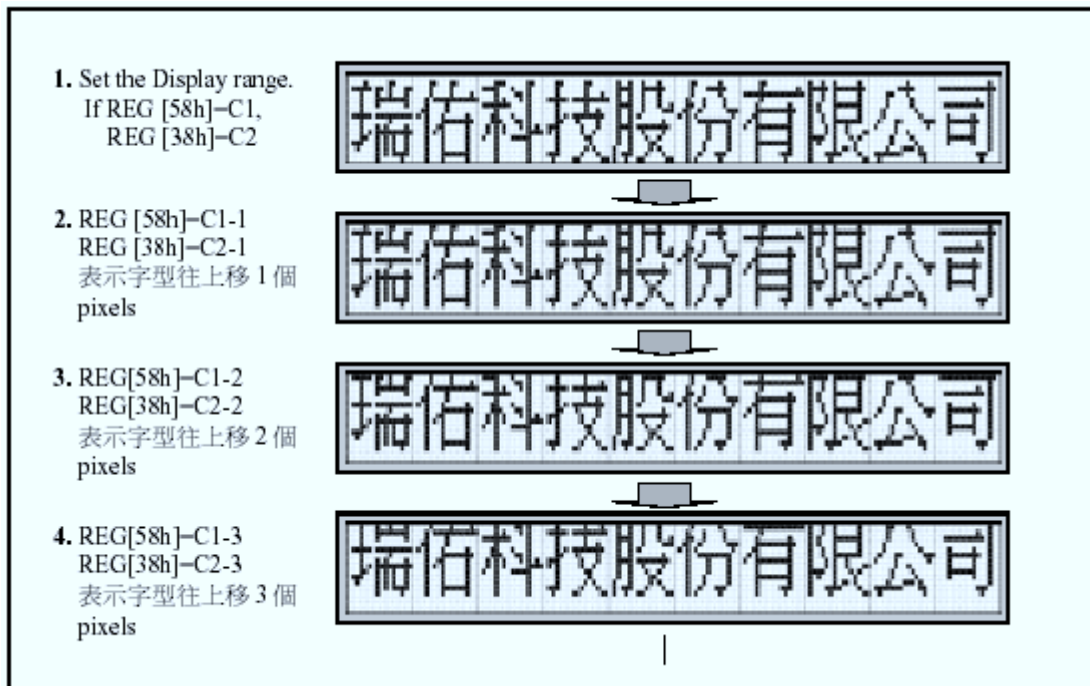 1. Set the Display range.
If REG [58h]=C1,
REG [38h]=C2
瑞佑科技股份有限公司
2. REG [58h]=C1-1
REG [38h]=C2-1
表示字型往上移 1 個
pixels
瑞佑科技股份有限公司
3. REG[58h]=C1-2
REG[38h]=C2-2
表示字型往上移 2 個
pixels
瑞佑科技股份有限公司
4. REG[58h]=C1-3
REG[38h]=C2-3
表示字型往上移 3 個
pixels
瑞佑科技股份有限公司